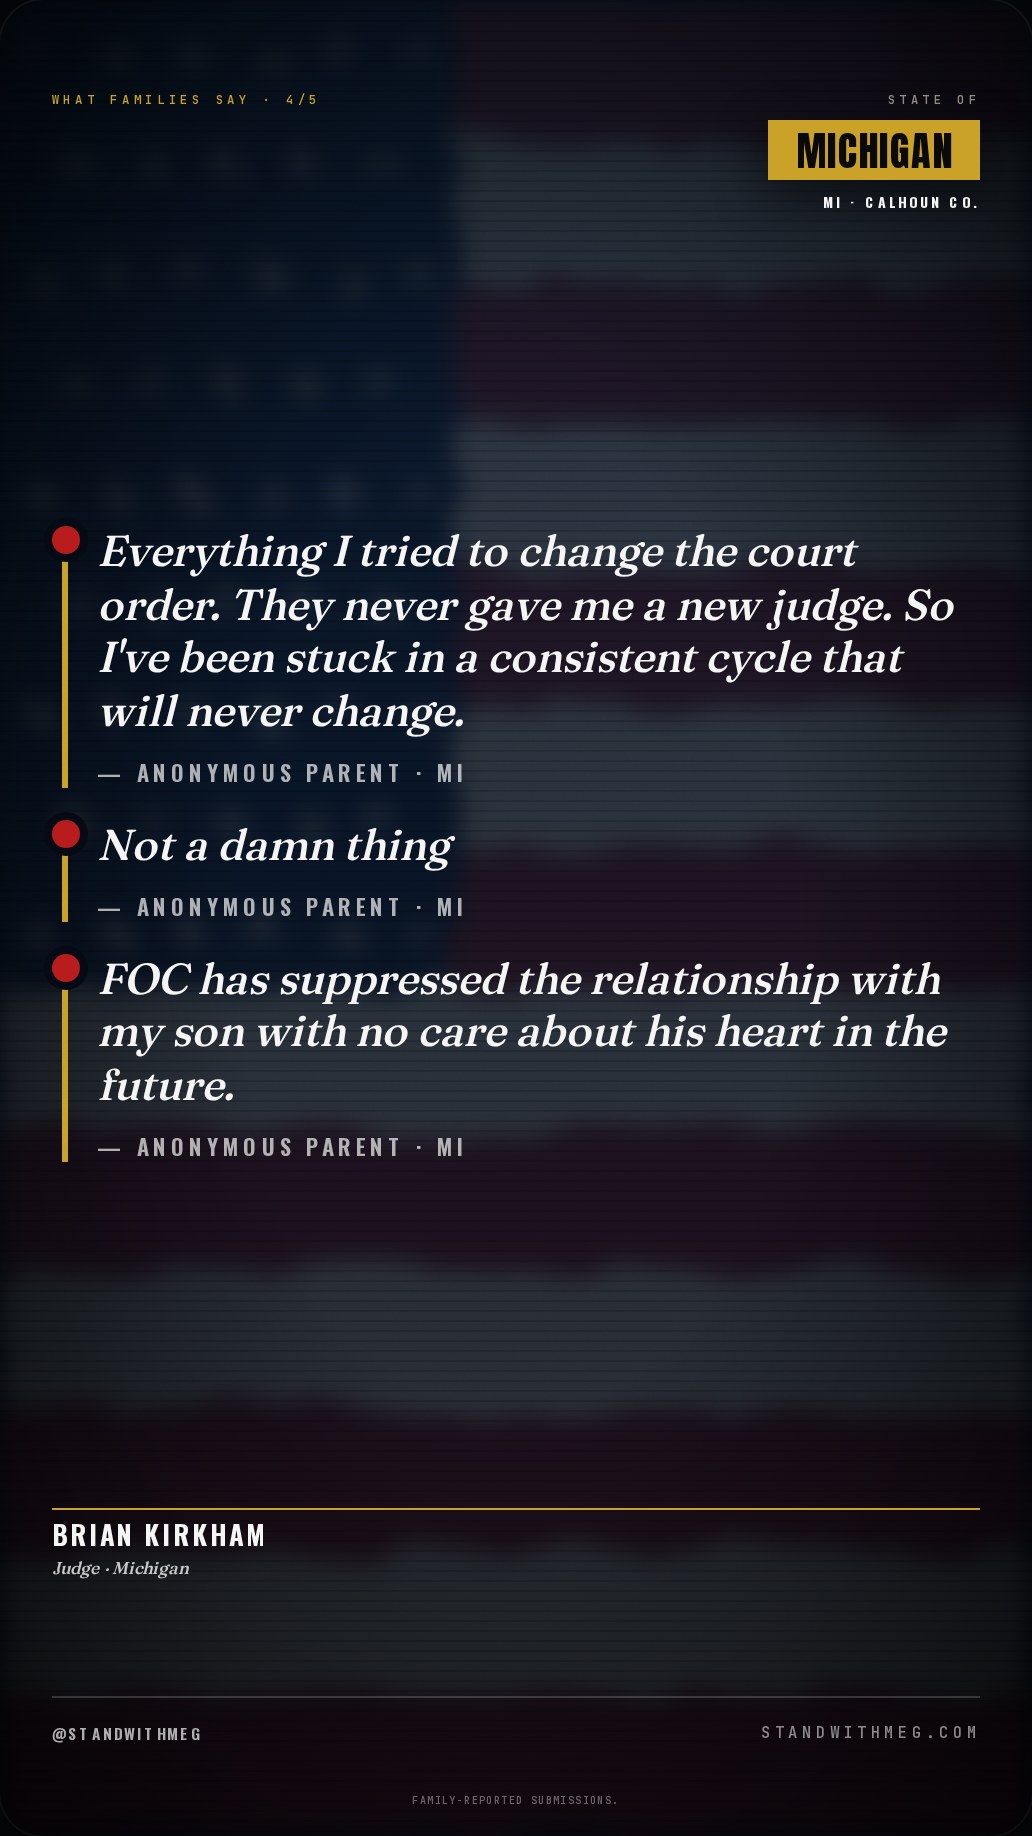 WHAT FAMILIES SAY · 4/5
STATE OF
MICHIGAN
MI · CALHOUN CO.
Everything I tried to change the court
order. They never gave me a new judge. So
I've been stuck in a consistent cycle that
will never change.
— ANONYMOUS PARENT · MI
Not a damn thing
— ANONYMOUS PARENT · MI
FOC has suppressed the relationship with
my son with no care about his heart in the
future.
— ANONYMOUS PARENT · MI
BRIAN KIRKHAM
Judge · Michigan
@STANDWITHMEG
STANDWITHMEG.COM
FAMILY-REPORTED SUBMISSIONS.